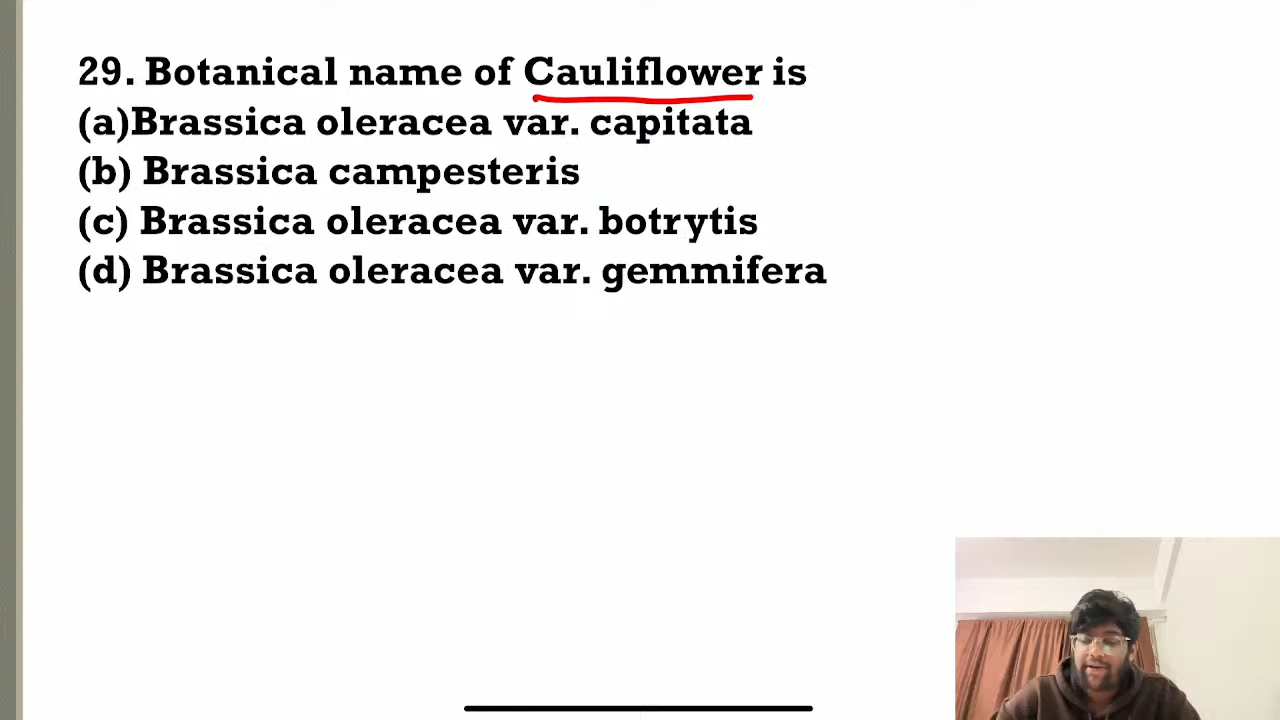 29. Botanical name of Cauliflower is
(a)Brassica oleracea var. capitata
(b) Brassica campesteris
(c) Brassica oleracea var. botrytis
(d) Brassica oleracea var. gemmifera